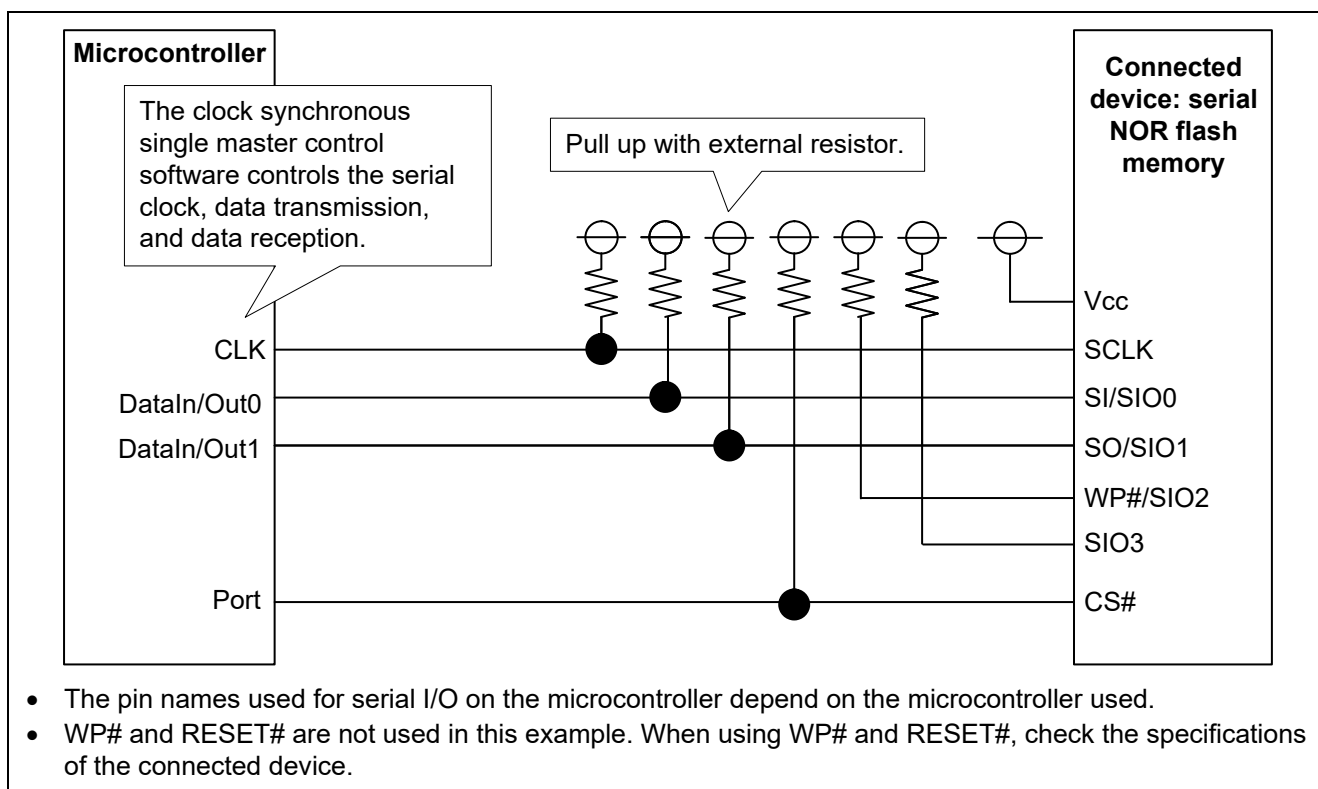 Microcontroller
The clock synchronous
single master control
software controls the serial
clock, data transmission,
and data reception.
Pull up with external resistor.
Connected
device: serial
NOR flash
memory
Vcc
CLK
SCLK
DataIn/Out0
SI/SIO0
DataIn/Out1
SO/SIO1
WP#/SIO2
SIO3
Port
CS#
• The pin names used for serial I/O on the microcontroller depend on the microcontroller used.
• WP# and RESET# are not used in this example. When using WP# and RESET#, check the specifications
of the connected device.